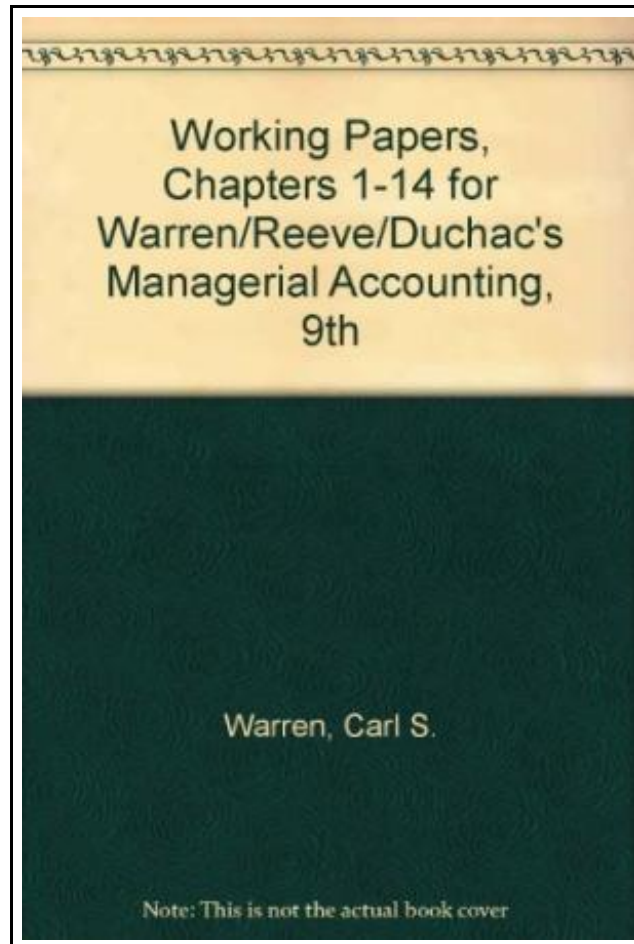 Working Papers,
Chapters 1-14 for
Warren/Reeve/Duchac's
Managerial Accounting,
9th
Warren, Carl S.
Note: This is not the actual book cover